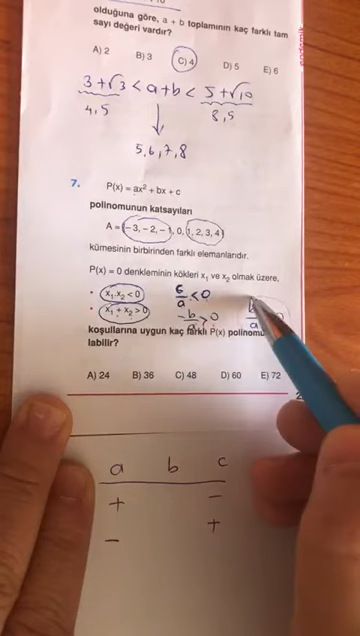 olduğuna göre, a + b toplamının kaç farklı tam
sayı değeri vardır?
A) 2 B) 3 C) 4 D) 5 E) 6
3+√3 < a+b < 5+√10
4,5 8,5
5,6,7,8
7. P(x) = ax² + bx + c
polinomunun katsayıları
A = {–3, –2, –1, 0, 1, 2, 3, 4}
kümesinin birbirinden farklı elemanlarıdır.
P(x) = 0 denkleminin kökleri x₁ ve x₂ olmak üzere,
• x₁.x₂ < 0 c/a < 0
• x₁ + x₂ > 0 -b/a > 0
koşullarına uygun kaç farklı P(x) polinomu
labilir?
A) 24 B) 36 C) 48 D) 60 E) 72
a b c
+ −
+
−